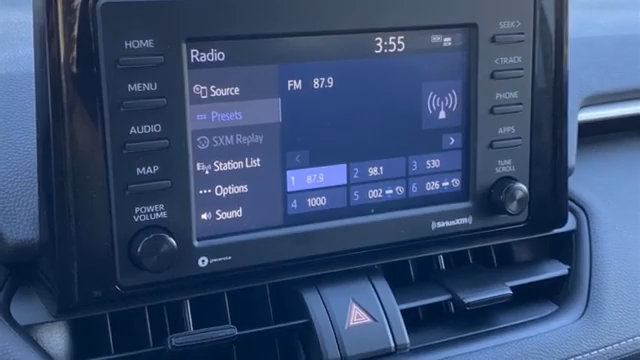 HOME
MENU
AUDIO
MAP
POWER
VOLUME
Radio
3:55
Source
Presets
SXM Replay
Station List
Options
Sound
FM 87.9
1 87.9
2 98.1
3 530
4 1000
5 002
6 026
SEEK >
< TRACK
PHONE
APPS
TUNE
SCROLL
SiriusXM